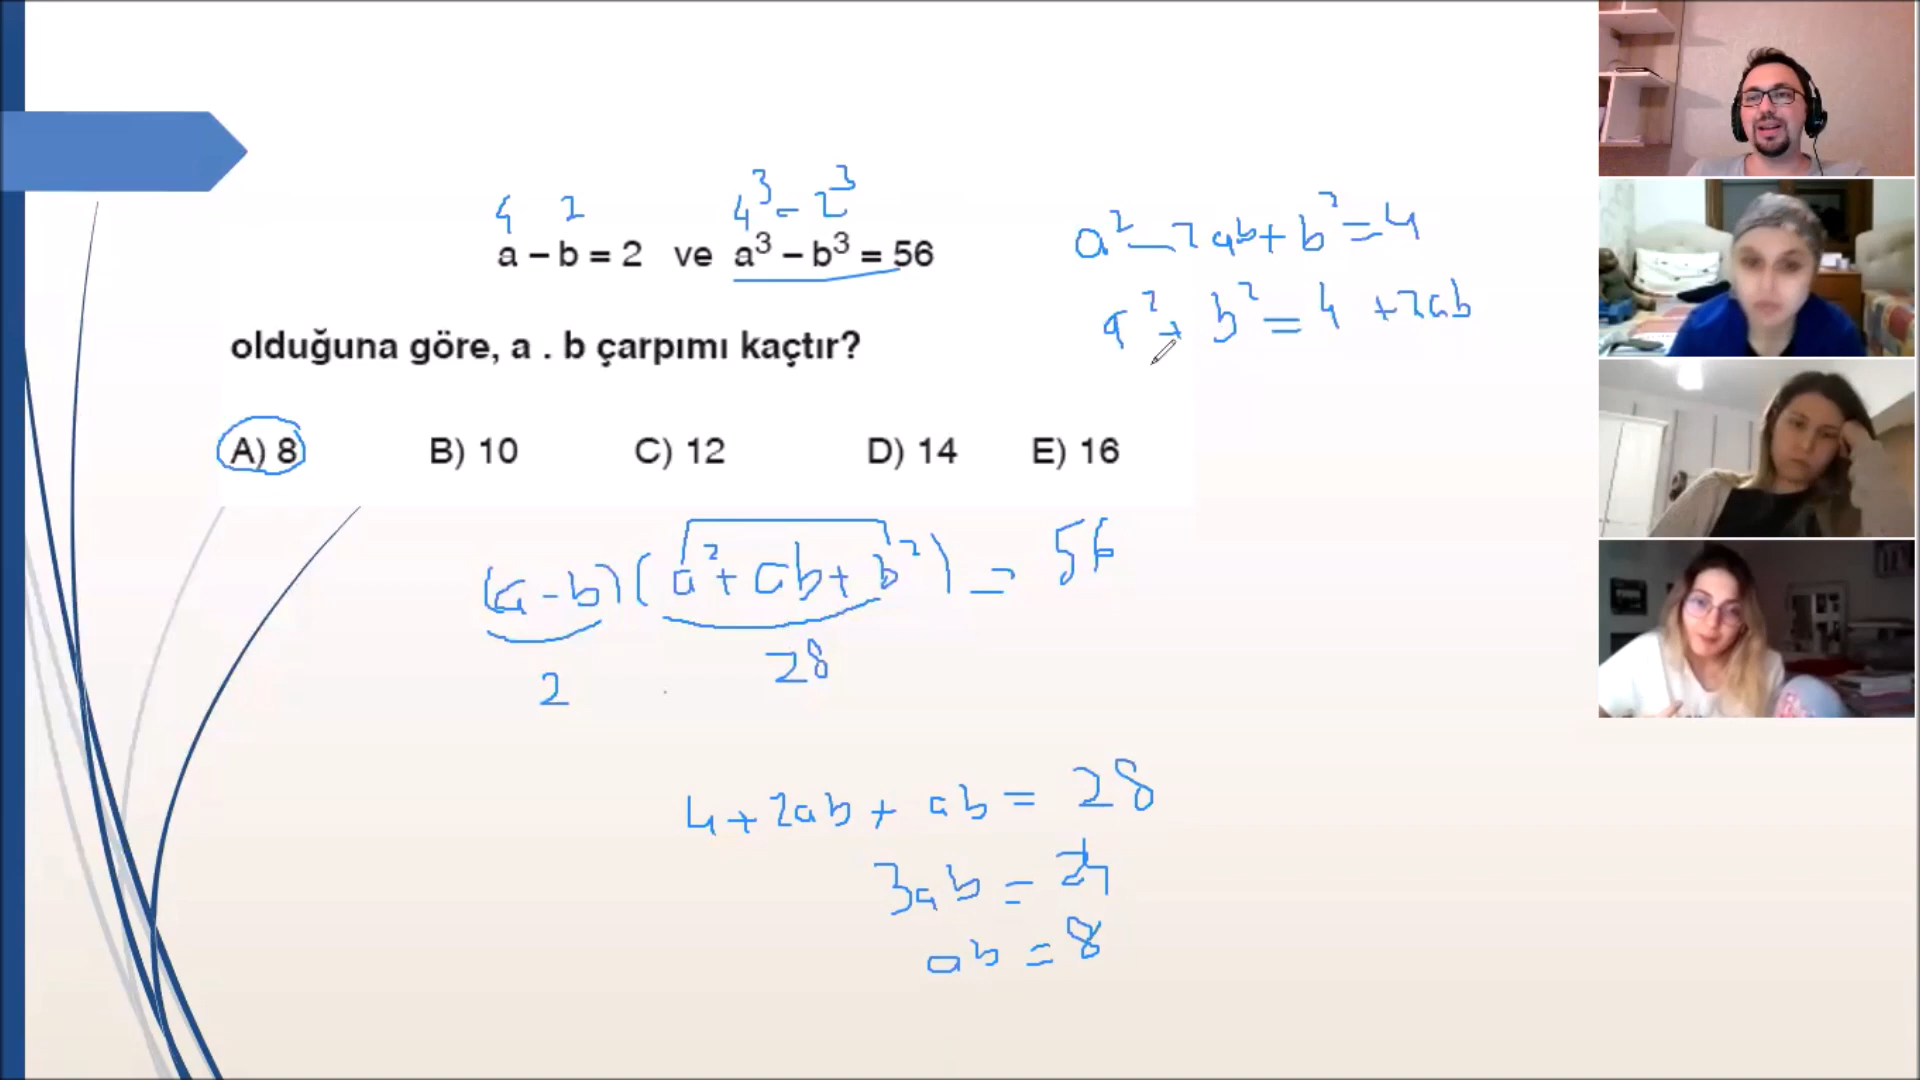 4 2 4³ - 2³
a – b = 2 ve a³ – b³ = 56
a² - 2ab + b² = 4
a² + b² = 4 + 2ab
olduğuna göre, a . b çarpımı kaçtır?
A) 8 B) 10 C) 12 D) 14 E) 16
(a - b) (a² + ab + b²) = 56
2 28
4 + 2ab + ab = 28
3ab = 24
ab = 8